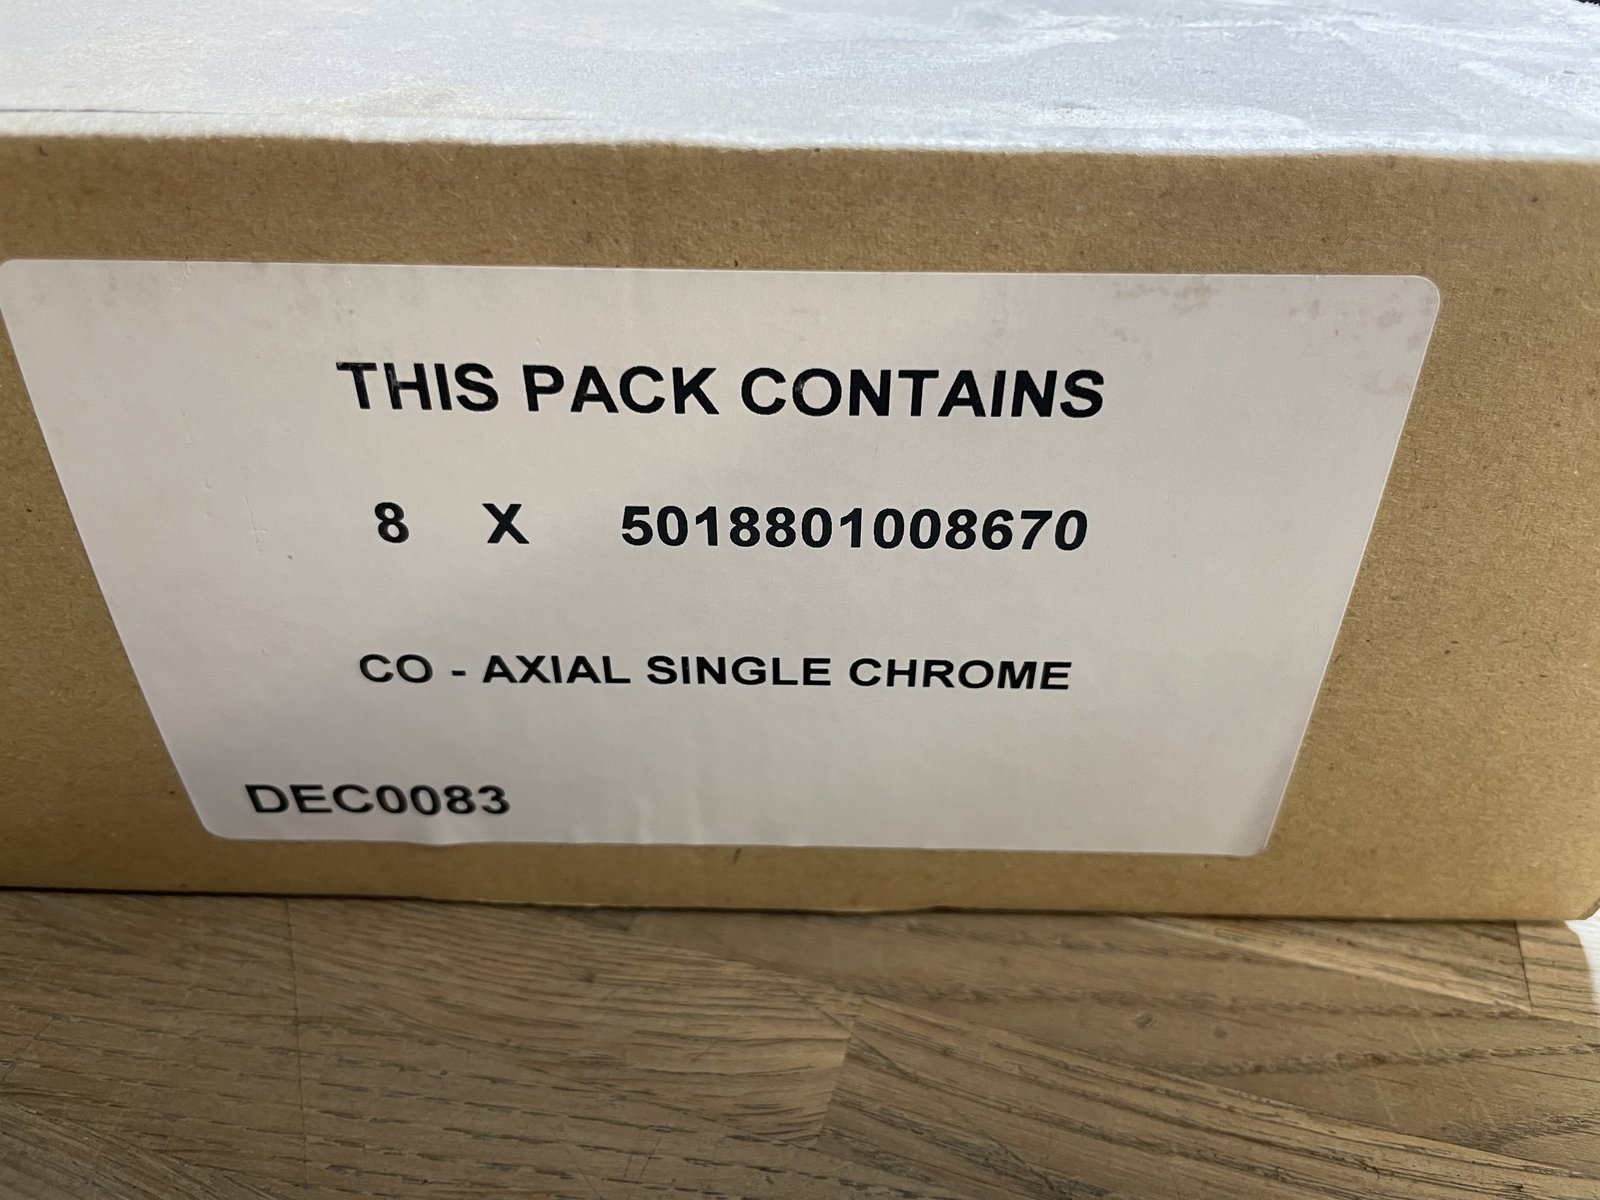 THIS PACK CONTAINS
8 X 5018801008670
CO - AXIAL SINGLE CHROME
DEC0083